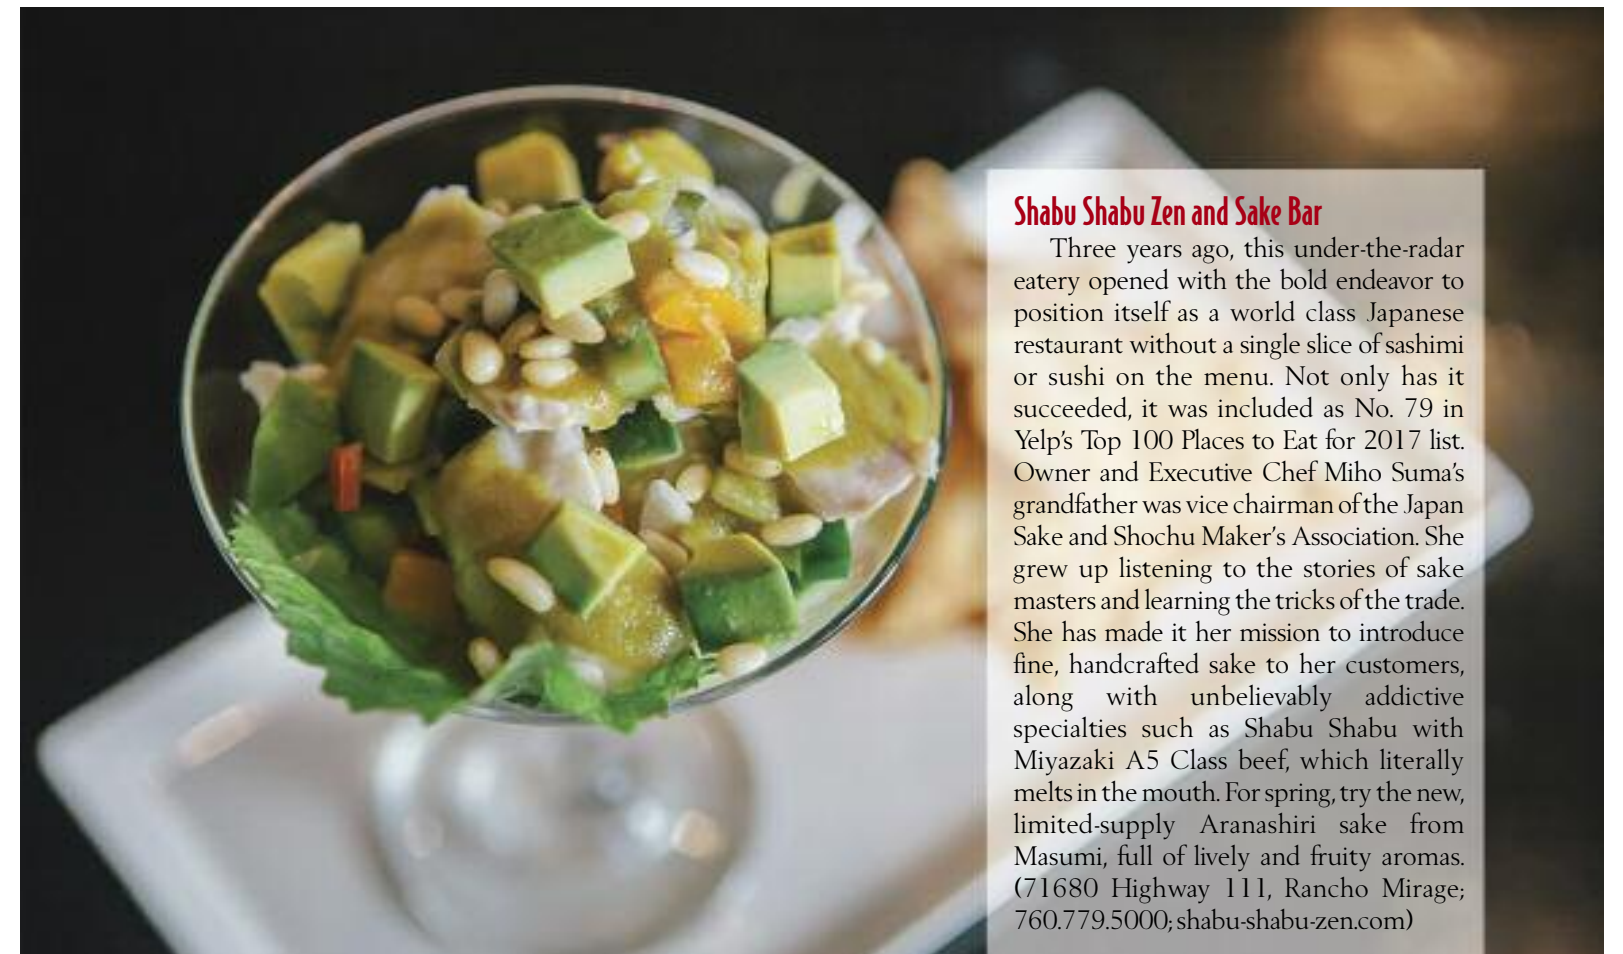 Shabu Shabu Zen and Sake Bar
Three years ago, this under-the-radar
eatery opened with the bold endeavor to
position itself as a world class Japanese
restaurant without a single slice of sashimi
or sushi on the menu. Not only has it
succeeded, it was included as No. 79 in
Yelp's Top 100 Places to Eat for 2017 list.
Owner and Executive Chef Miho Suma's
grandfather was vice chairman of the Japan
Sake and Shochu Maker's Association. She
grew up listening to the stories of sake
masters and learning the tricks of the trade.
She has made it her mission to introduce
fine, handcrafted sake to her customers,
along with unbelievably addictive
specialties such as Shabu Shabu with
Miyazaki A5 Class beef, which literally
melts in the mouth. For spring, try the new,
limited-supply Aranashiri sake from
Masumi, full of lively and fruity aromas.
(71680 Highway 111, Rancho Mirage;
760.779.5000; shabu-shabu-zen.com)